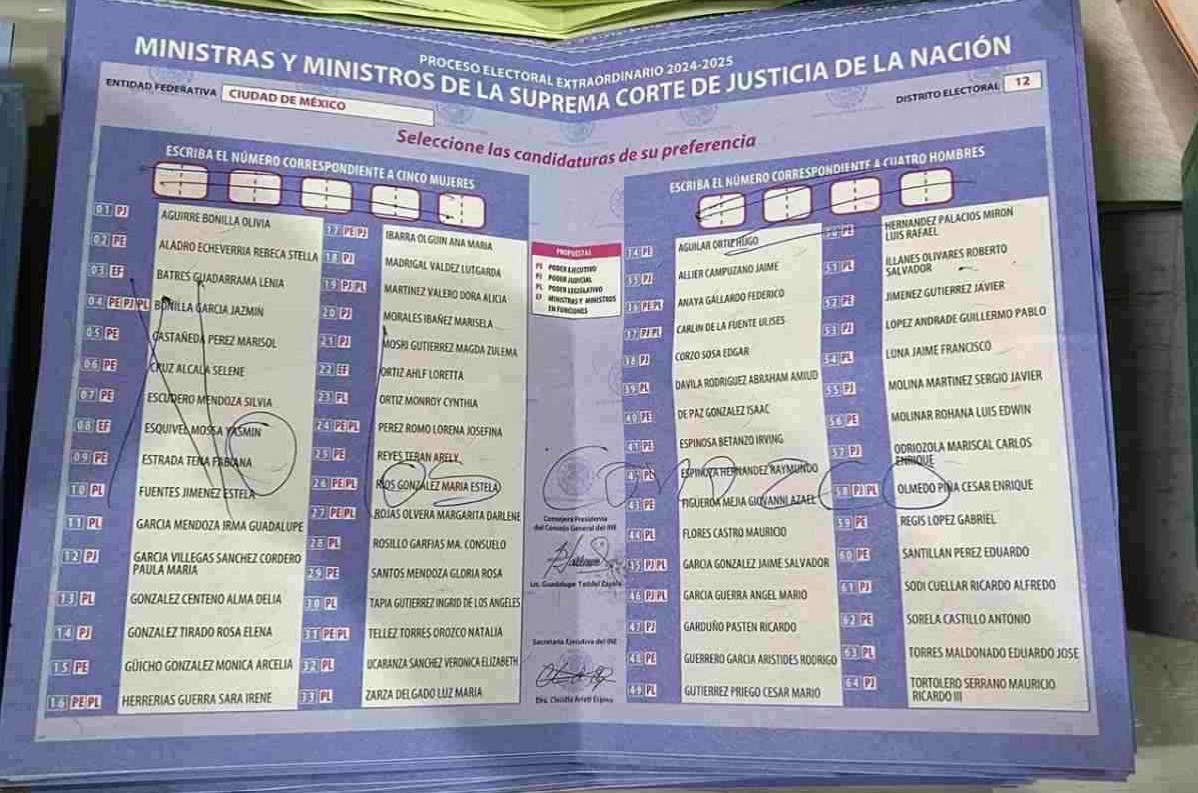 PROCESO ELECTORAL EXTRAORDINARIO 2024-2025
MINISTRAS Y MINISTROS DE LA SUPREMA CORTE DE JUSTICIA DE LA NACIÓN
ENTIDAD FEDERATIVA CIUDAD DE MÉXICO
DISTRITO ELECTORAL 12
Seleccione las candidaturas de su preferencia
ESCRIBA EL NÚMERO CORRESPONDIENTE A CINCO MUJERES
01 PJ AGUIRRE BONILLA OLIVIA
02 PE ALADRO ECHEVERRIA REBECA STELLA
03 EF BATRES GUADARRAMA LENIA
04 PE PJ PL BONILLA GARCIA JAZMIN
05 PE CASTAÑEDA PEREZ MARISOL
06 PE CRUZ ALCALA SELENE
07 PE ESCUDERO MENDOZA SILVIA
08 EF ESQUIVEL MOSSA YASMIN
09 PE ESTRADA TENA FABIANA
10 PL FUENTES JIMENEZ ESTELA
11 PL GARCIA MENDOZA IRMA GUADALUPE
12 PJ GARCIA VILLEGAS SANCHEZ CORDERO
PAULA MARIA
13 PL GONZALEZ CENTENO ALMA DELIA
14 PJ GONZALEZ TIRADO ROSA ELENA
15 PE GÜICHO GONZALEZ MONICA ARCELIA
16 PE PL HERRERIAS GUERRA SARA IRENE
17 PE PJ IBARRA OLGUIN ANA MARIA
18 PJ MADRIGAL VALDEZ LUTGARDA
19 PJ PL MARTINEZ VALERO DORA ALICIA
20 PJ MORALES IBAÑEZ MARISELA
21 PJ MOSRI GUTIERREZ MAGDA ZULEMA
22 EF ORTIZ AHLF LORETTA
23 PL ORTIZ MONROY CYNTHIA
24 PE PL PEREZ ROMO LORENA JOSEFINA
25 PE REYES TERAN ARELY
26 PE PL RIOS GONZALEZ MARIA ESTELA
27 PE PL ROJAS OLVERA MARGARITA DARLENE
28 PL ROSILLO GARFIAS MA. CONSUELO
29 PE SANTOS MENDOZA GLORIA ROSA
30 PL TAPIA GUTIERREZ INGRID DE LOS ANGELES
31 PE PL TELLEZ TORRES OROZCO NATALIA
32 PL UCARANZA SANCHEZ VERONICA ELIZABETH
33 PL ZARZA DELGADO LUZ MARIA
PROPUESTAS
PE PODER EJECUTIVO
PJ PODER JUDICIAL
PL PODER LEGISLATIVO
EF MINISTRAS Y MINISTROS
EN FUNCIONES
Consejera Presidenta
del Consejo General del INE
Lic. Guadalupe Taddei Zavala
Secretaria Ejecutiva del INE
Dra. Claudia Arlett Espino
ESCRIBA EL NÚMERO CORRESPONDIENTE A CUATRO HOMBRES
34 PE AGUILAR ORTIZ HUGO
35 PJ ALLIER CAMPUZANO JAIME
36 PE PL ANAYA GALLARDO FEDERICO
37 PJ PL CARLIN DE LA FUENTE ULISES
38 PJ CORZO SOSA EDGAR
39 PL DAVILA RODRIGUEZ ABRAHAM AMIUD
40 PE DE PAZ GONZALEZ ISAAC
41 PE ESPINOSA BETANZO IRVING
42 PL ESPINOZA HERNANDEZ RAYMUNDO
43 PE FIGUEROA MEJIA GIOVANNI AZAEL
44 PL FLORES CASTRO MAURICIO
45 PJ PL GARCIA GONZALEZ JAIME SALVADOR
46 PJ PL GARCIA GUERRA ANGEL MARIO
47 PJ GARDUÑO PASTEN RICARDO
48 PE GUERRERO GARCIA ARISTIDES RODRIGO
49 PL GUTIERREZ PRIEGO CESAR MARIO
50 PE HERNANDEZ PALACIOS MIRON
LUIS RAFAEL
51 PL ILLANES OLIVARES ROBERTO
SALVADOR
52 PE JIMENEZ GUTIERREZ JAVIER
53 PJ LOPEZ ANDRADE GUILLERMO PABLO
54 PL LUNA JAIME FRANCISCO
55 PJ MOLINA MARTINEZ SERGIO JAVIER
56 PE MOLINAR ROHANA LUIS EDWIN
57 PJ ODRIOZOLA MARISCAL CARLOS
ENRIQUE
58 PJ PL OLMEDO PIÑA CESAR ENRIQUE
59 PE REGIS LOPEZ GABRIEL
60 PE SANTILLAN PEREZ EDUARDO
61 PJ SODI CUELLAR RICARDO ALFREDO
62 PE SORELA CASTILLO ANTONIO
63 PL TORRES MALDONADO EDUARDO JOSE
64 PJ TORTOLERO SERRANO MAURICIO
RICARDO III
NO OS CONOZCO